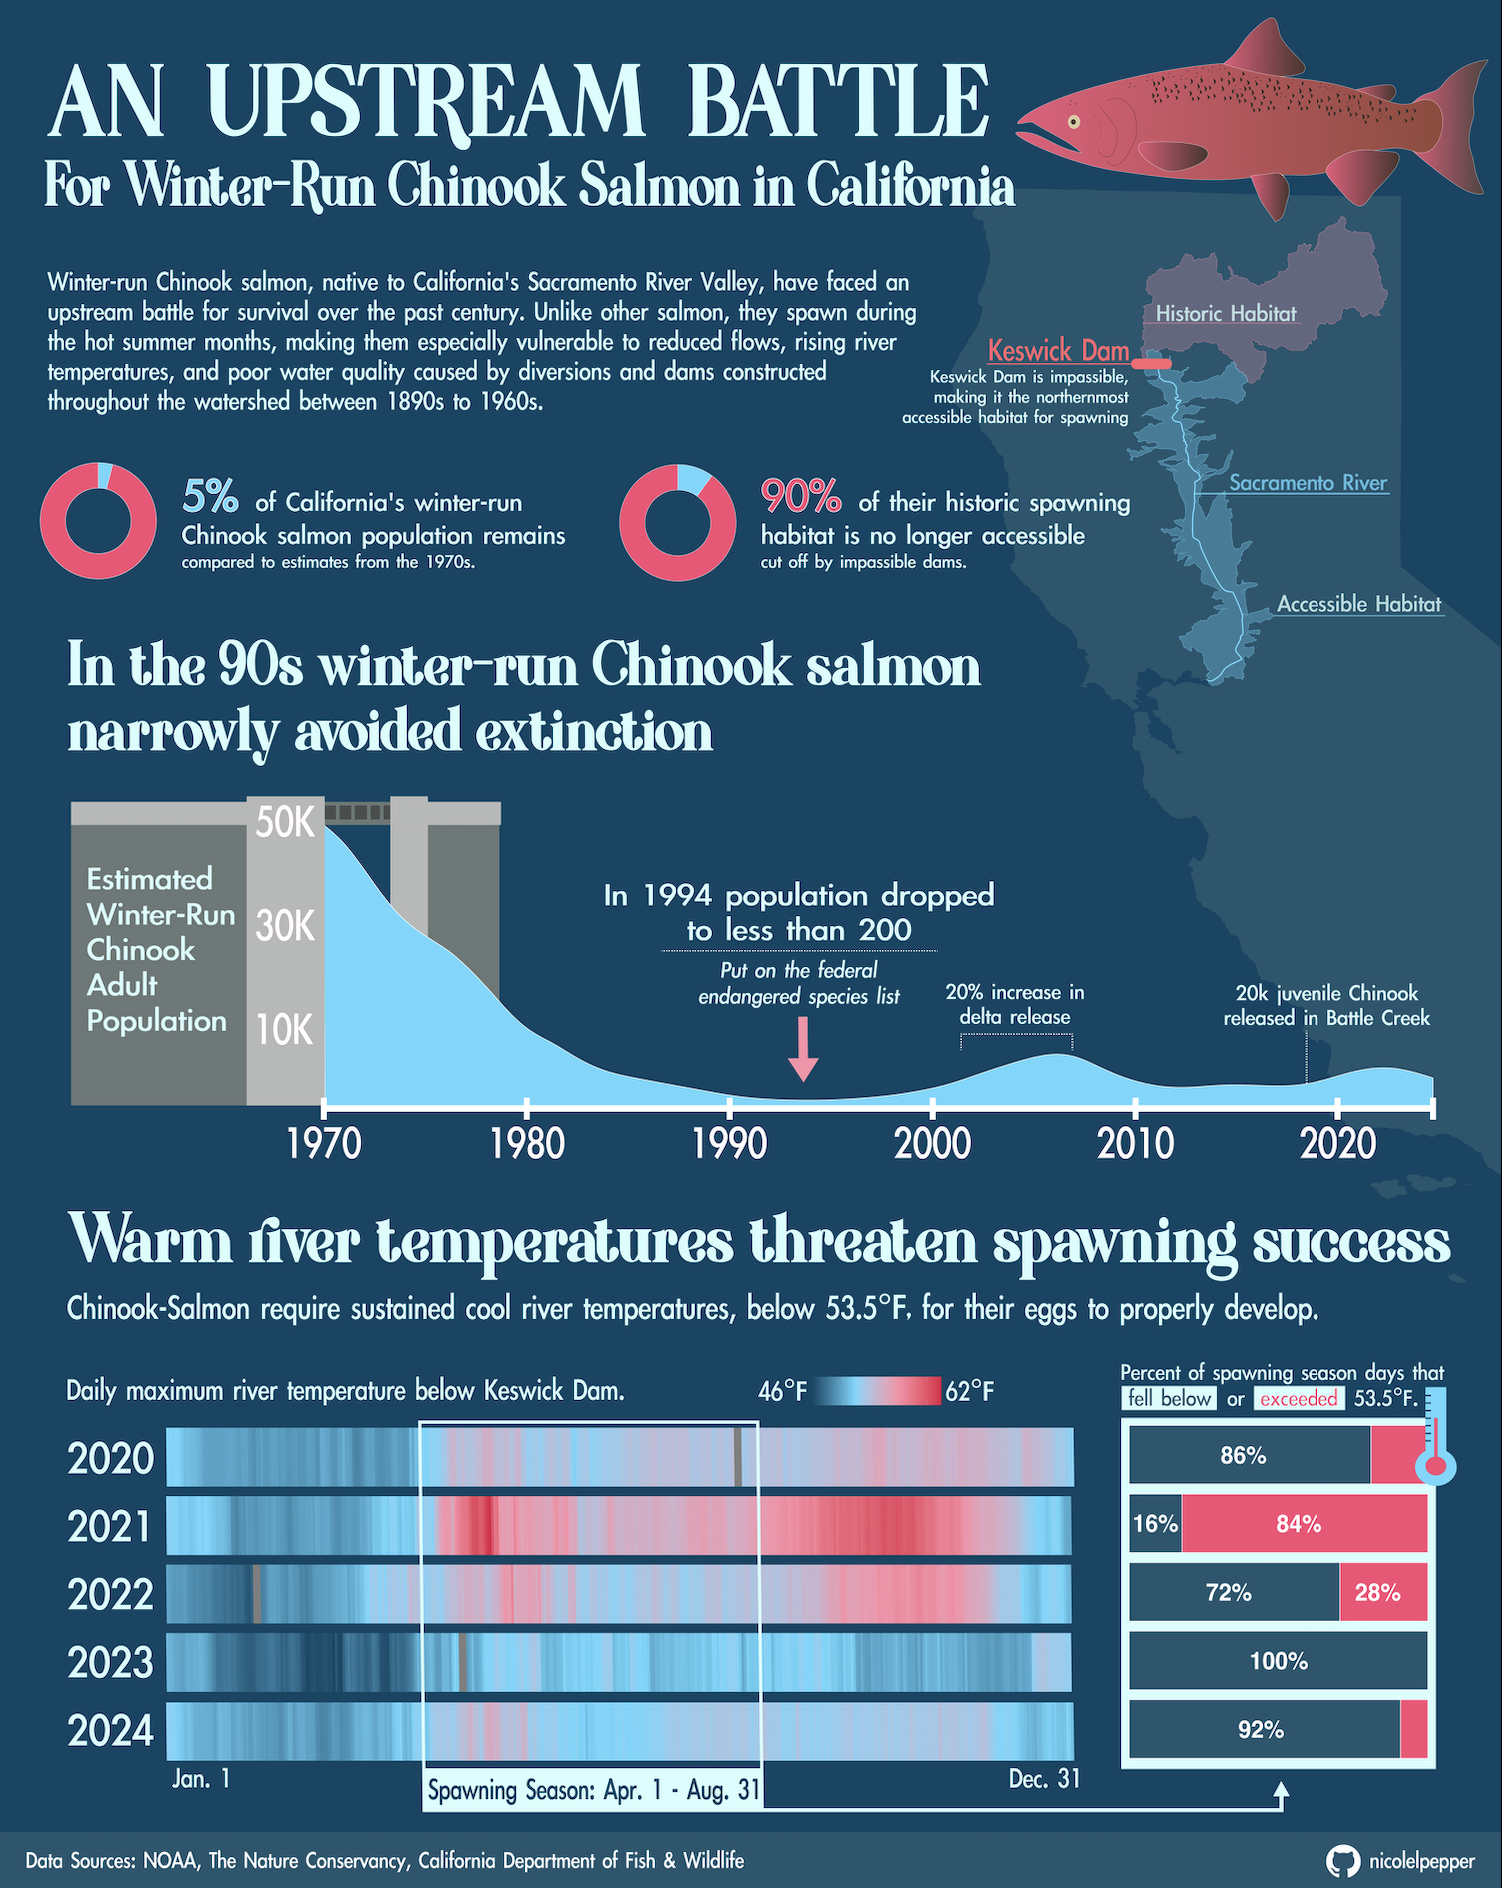 AN UPSTREAM BATTLE
For Winter-Run Chinook Salmon in California
Winter-run Chinook salmon, native to California's Sacramento River Valley, have faced an
upstream battle for survival over the past century. Unlike other salmon, they spawn during
the hot summer months, making them especially vulnerable to reduced flows, rising river
temperatures, and poor water quality caused by diversions and dams constructed
throughout the watershed between 1890s to 1960s.
Historic Habitat
Keswick Dam
Keswick Dam is impassible,
making it the northernmost
accessible habitat for spawning
Sacramento River
Accessible Habitat
5% of California's winter-run
Chinook salmon population remains
compared to estimates from the 1970s.
90% of their historic spawning
habitat is no longer accessible
cut off by impassible dams.
In the 90s winter-run Chinook salmon
narrowly avoided extinction
Estimated
Winter-Run
Chinook
Adult
Population
50K
30K
10K
In 1994 population dropped
to less than 200
Put on the federal
endangered species list
20% increase in
delta release
20k juvenile Chinook
released in Battle Creek
1970
1980
1990
2000
2010
2020
Warm river temperatures threaten spawning success
Chinook-Salmon require sustained cool river temperatures, below 53.5°F, for their eggs to properly develop.
Daily maximum river temperature below Keswick Dam.
46°F
62°F
Percent of spawning season days that
fell below or exceeded 53.5°F.
2020
86%
2021
16%
84%
2022
72%
28%
2023
100%
2024
92%
Jan. 1
Dec. 31
Spawning Season: Apr. 1 - Aug. 31
Data Sources: NOAA, The Nature Conservancy, California Department of Fish & Wildlife
nicolelpepper